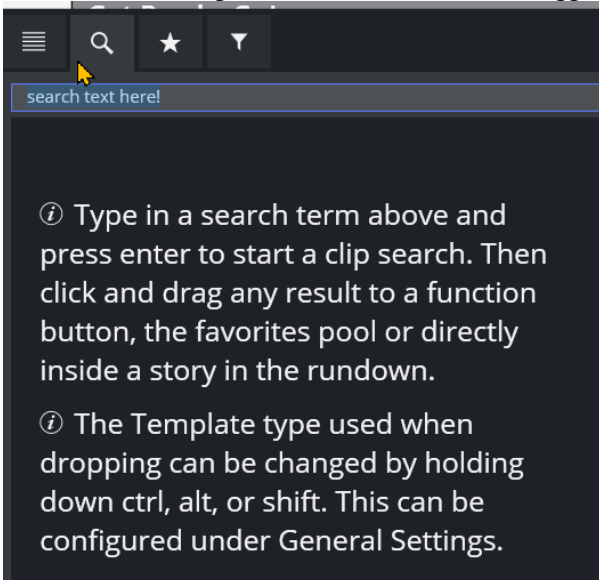 search text here!
ⓘ Type in a search term above and
press enter to start a clip search. Then
click and drag any result to a function
button, the favorites pool or directly
inside a story in the rundown.
ⓘ The Template type used when
dropping can be changed by holding
down ctrl, alt, or shift. This can be
configured under General Settings.